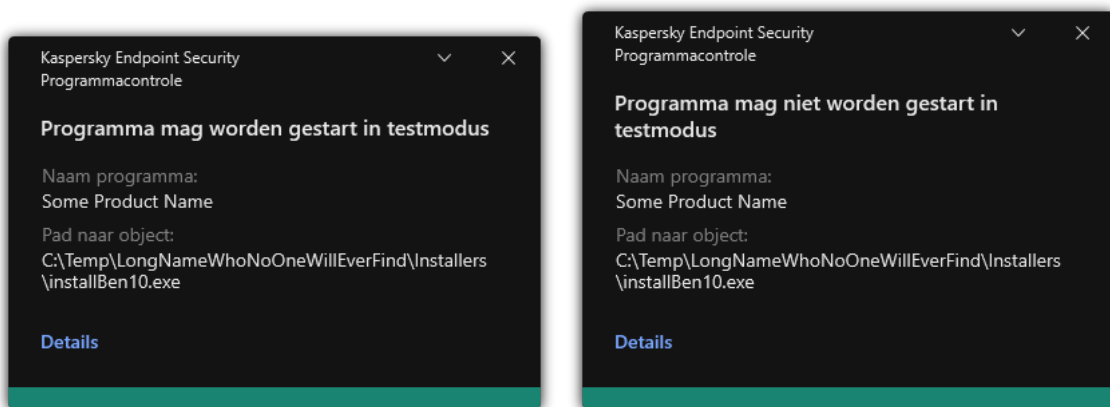 Kaspersky Endpoint Security
Programmacontrole
Programma mag worden gestart in testmodus
Naam programma:
Some Product Name
Pad naar object:
C:\Temp\LongNameWhoNoOneWillEverFind\Installers
\installBen10.exe
Details
Kaspersky Endpoint Security
Programmacontrole
Programma mag niet worden gestart in
testmodus
Naam programma:
Some Product Name
Pad naar object:
C:\Temp\LongNameWhoNoOneWillEverFind\Installers
\installBen10.exe
Details